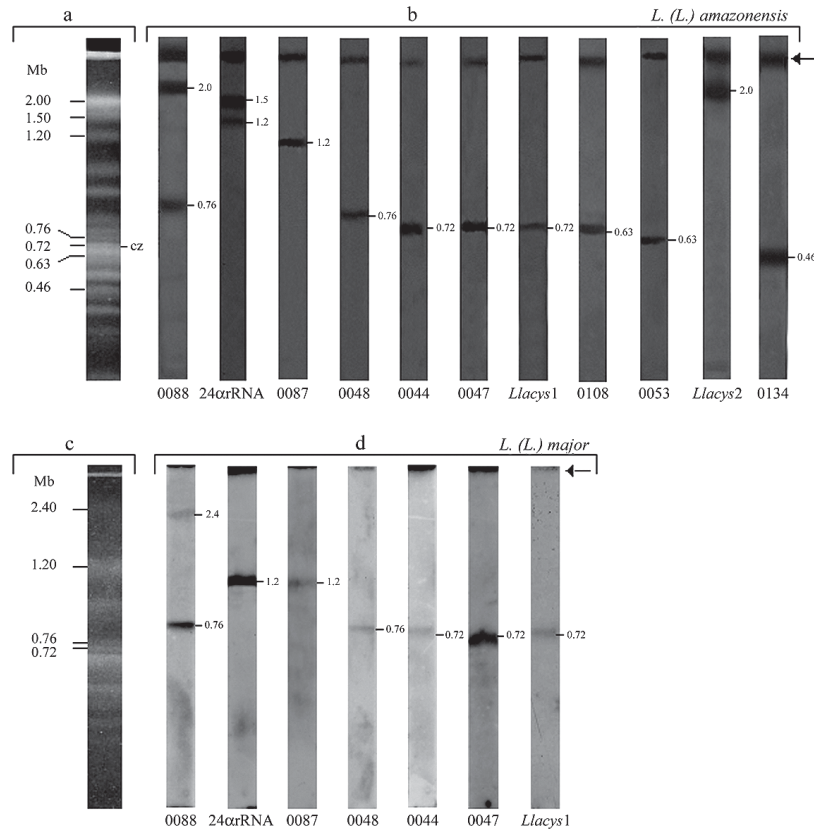 a
b
L. (L.) amazonensis
Mb
2.00
1.50
1.20
0.76
0.72
0.63
0.46
cz
2.0
0.76
1.5
1.2
1.2
0.76
0.72
0.72
0.72
0.63
0.63
2.0
0.46
0088 24αrRNA 0087 0048 0044 0047 Llacys1 0108 0053 Llacys2 0134
c
d
L. (L.) major
Mb
2.40
1.20
0.76
0.72
2.4
0.76
1.2
1.2
0.76
0.72
0.72
0.72
0088 24αrRNA 0087 0048 0044 0047 Llacys1